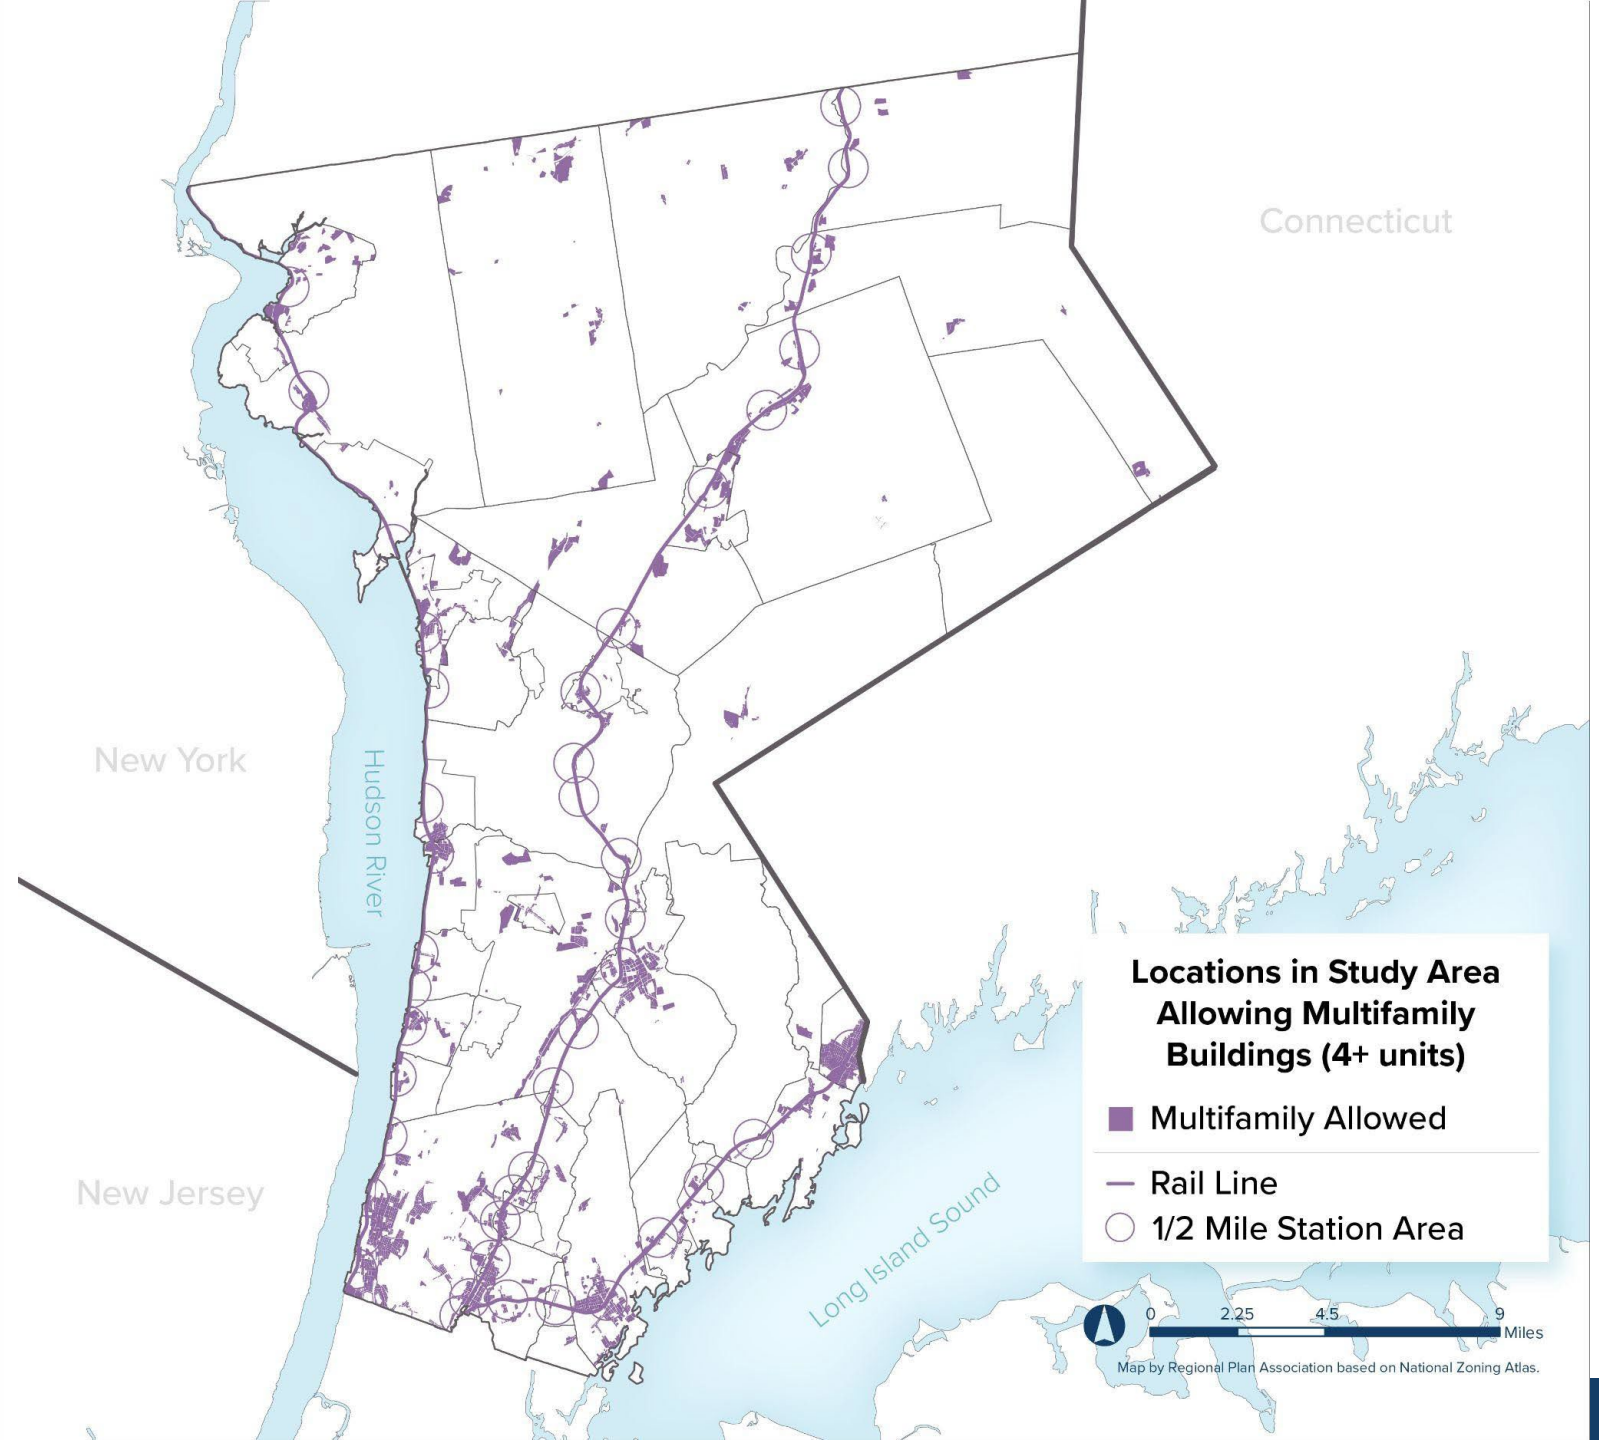 Connecticut
New York
Hudson River
New Jersey
Long Island Sound
Locations in Study Area
Allowing Multifamily
Buildings (4+ units)
Multifamily Allowed
Rail Line
1/2 Mile Station Area
0 2.25 4.5 9
Miles
Map by Regional Plan Association based on National Zoning Atlas.